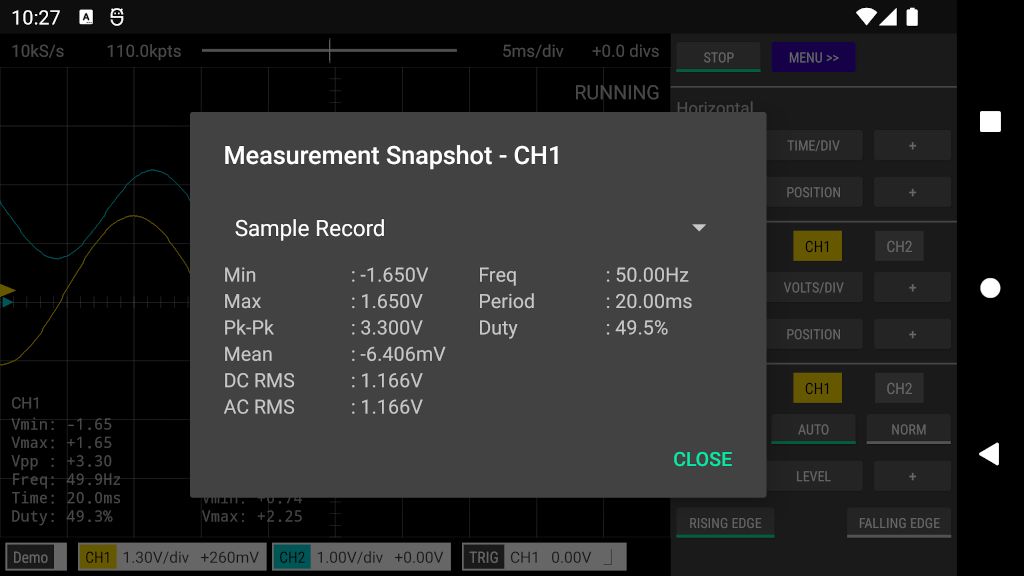 10:27 A
10kS/s 110.0kpts 5ms/div +0.0 divs
STOP MENU >>
RUNNING
Horizontal
TIME/DIV +
POSITION +
CH1 CH2
VOLTS/DIV +
POSITION +
CH1 CH2
AUTO NORM
LEVEL +
RISING EDGE FALLING EDGE
Measurement Snapshot - CH1
Sample Record
Min : -1.650V Freq : 50.00Hz
Max : 1.650V Period : 20.00ms
Pk-Pk : 3.300V Duty : 49.5%
Mean : -6.406mV
DC RMS : 1.166V
AC RMS : 1.166V
CLOSE
CH1
Vmin: -1.65
Vmax: +1.65
Vpp : +3.30
Freq: 49.9Hz
Time: 20.0ms
Duty: 49.3%
Vmin: +0.74
Vmax: +2.25
Demo CH1 1.30V/div +260mV CH2 1.00V/div +0.00V TRIG CH1 0.00V